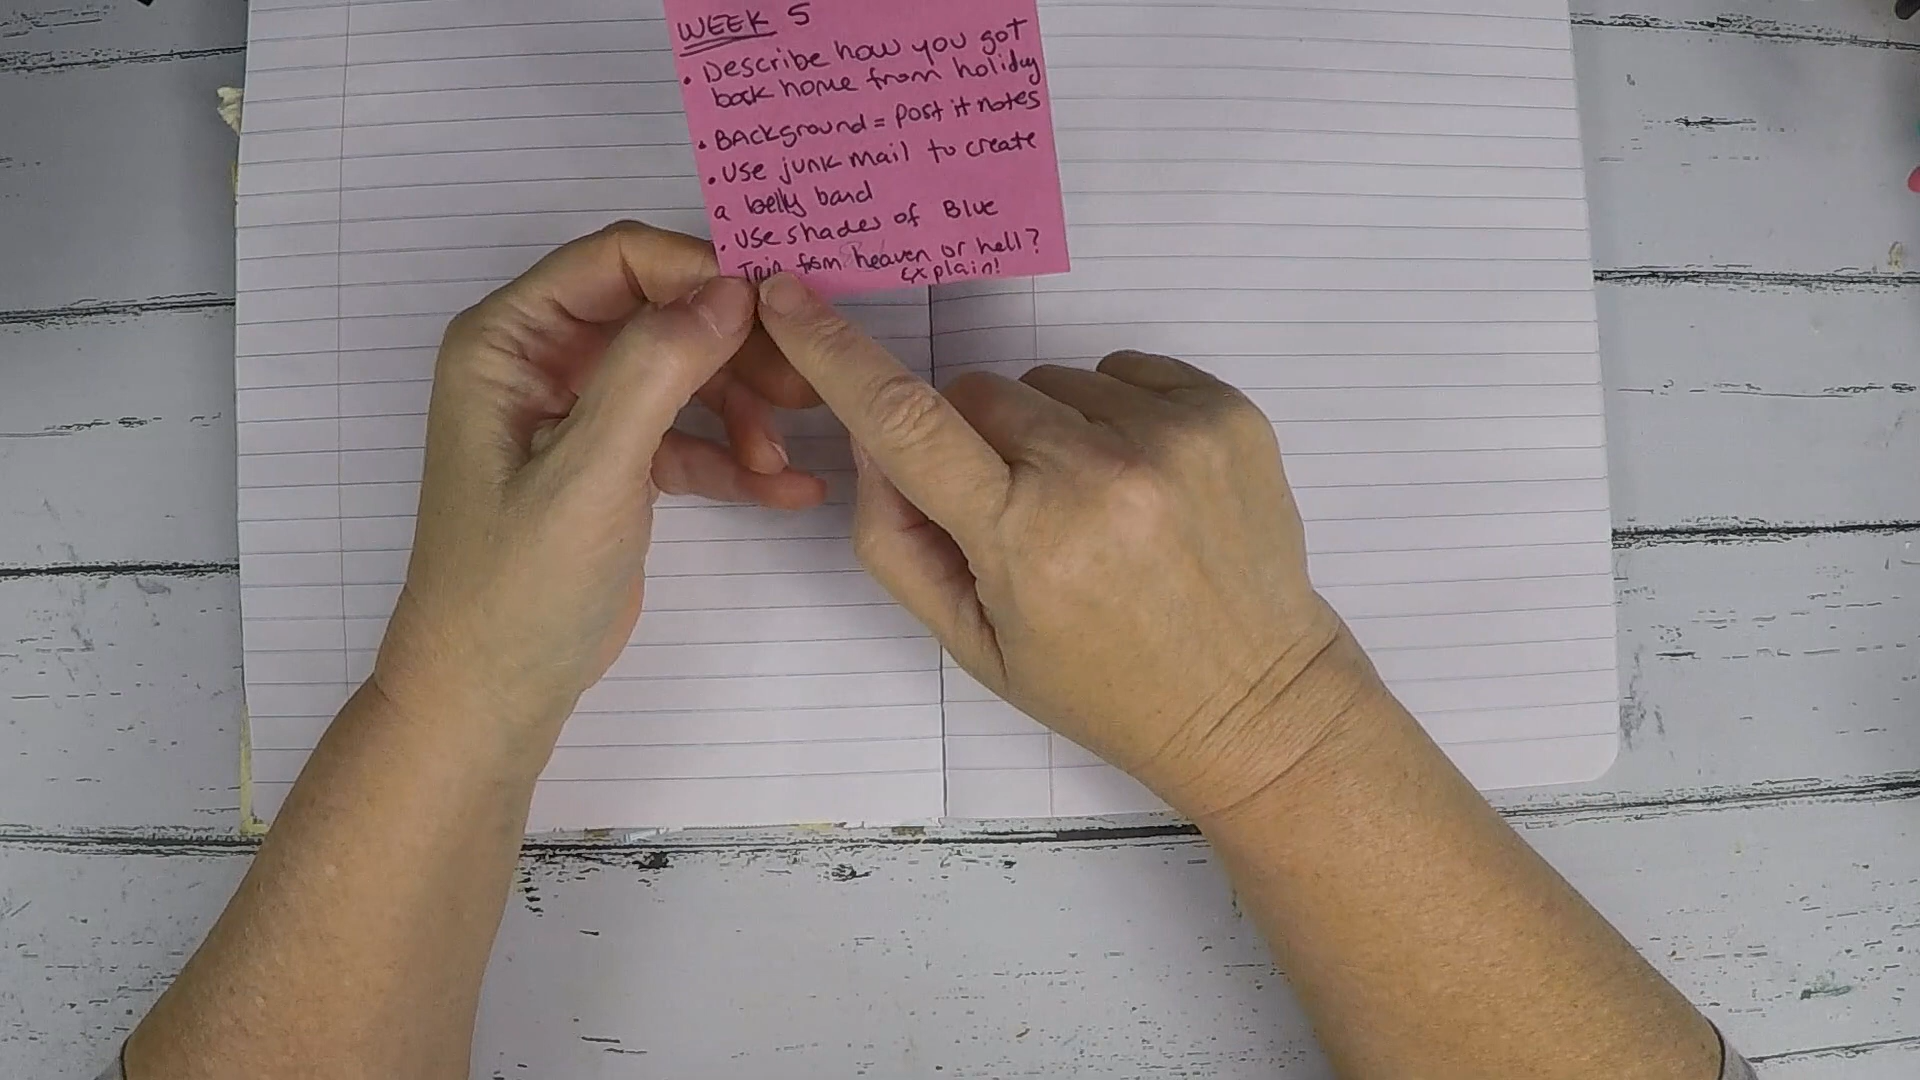 WEEK 5
• Describe how you got
back home from holiday
• BACKground = Post it notes
• Use junk mail to create
a belly band
• Use shades of Blue
Trip from heaven or hell?
Explain!